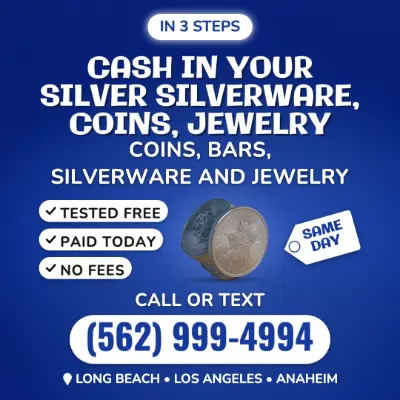 IN 3 STEPS
CASH IN YOUR
SILVER SILVERWARE,
COINS, JEWELRY
COINS, BARS,
SILVERWARE AND JEWELRY
TESTED FREE
PAID TODAY
NO FEES
SAME
DAY
CALL OR TEXT
(562) 999-4994
LONG BEACH • LOS ANGELES • ANAHEIM